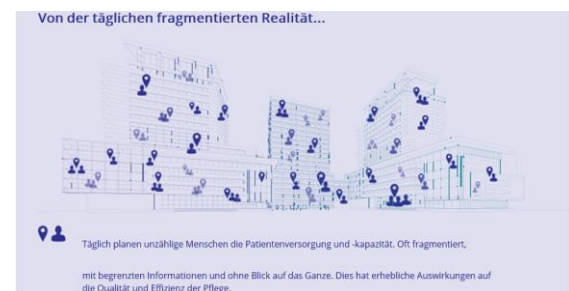 Von der täglichen fragmentierten Realität...
Täglich planen unzählige Menschen die Patientenversorgung und -kapazität. Oft fragmentiert,
mit begrenzten Informationen und ohne Blick auf das Ganze. Dies hat erhebliche Auswirkungen auf
die Qualität und Effizienz der Pflege.